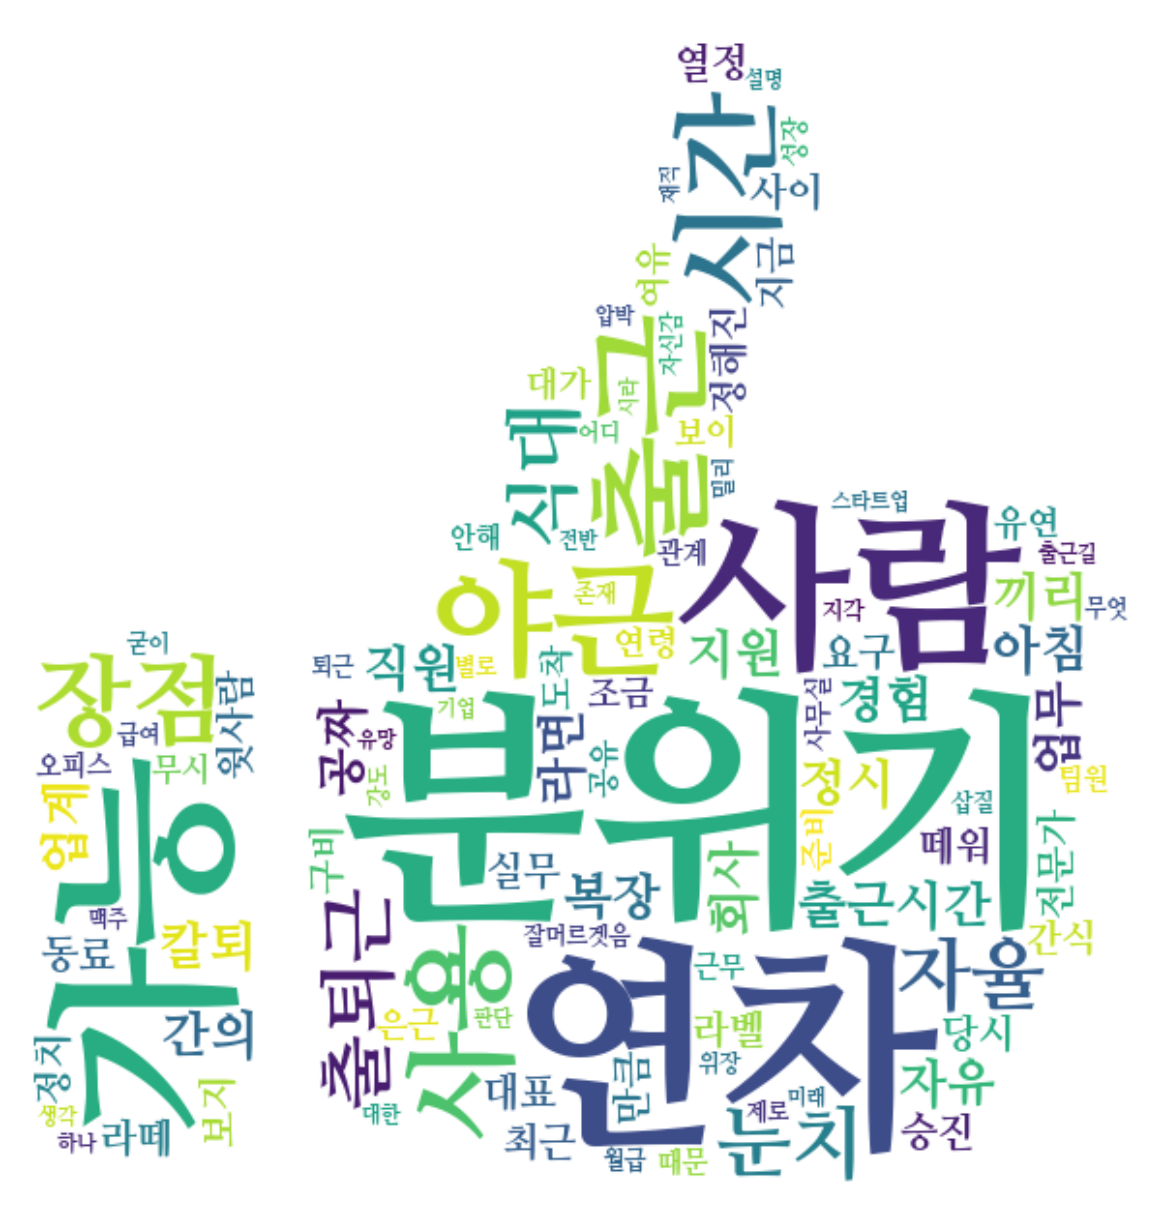 열정
설명
시간
성장
재직
사이
여유
지금
압박
출근
자신감
정해진
대가
시라
식대
어디
보이
밀리
안해
전반
관계
사람
스타트업
유연
출근길
야근
존재
지각
끼리
무엇
굳이
장점
윗사람
퇴근
직원
별로
도착
연령
지원
요구
아침
급여
오피스
무시
공짜
유망
기업
분위기
라면
조금
공유
사무실
경험
업무
업계
가능
강도
정시
삽질
팀원
구비
실무
복장
회사
준비
떼워
전문가
맥주
동료
칼퇴
출퇴근
사용
잘머르겟음
출근시간
간식
간의
은근
판단
연차
근무
자율
정치
생각
하나
라떼
보지
대한
대표
최근
만큼
월급
라벨
위장
때문
제로
미래
눈치
당시
자유
승진